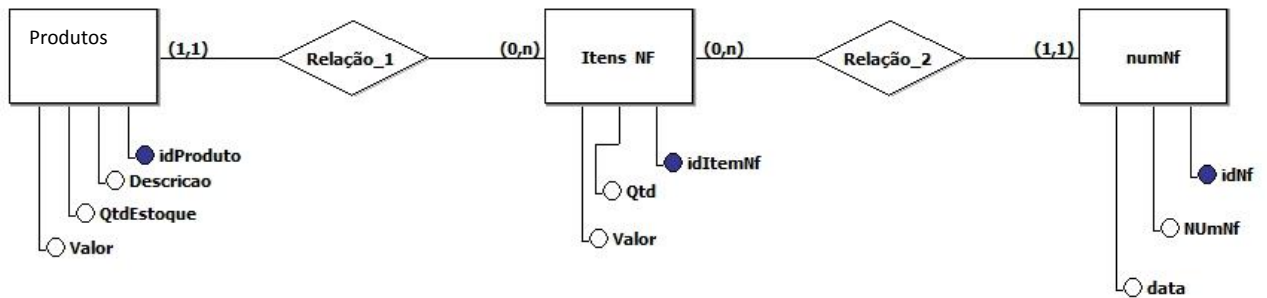 Produtos
(1,1)
Relação_1
(0,n)
Itens NF
(0,n)
Relação_2
(1,1)
numNf
idProduto
Descricao
QtdEstoque
Valor
idItemNf
Qtd
Valor
idNf
NUmNf
data